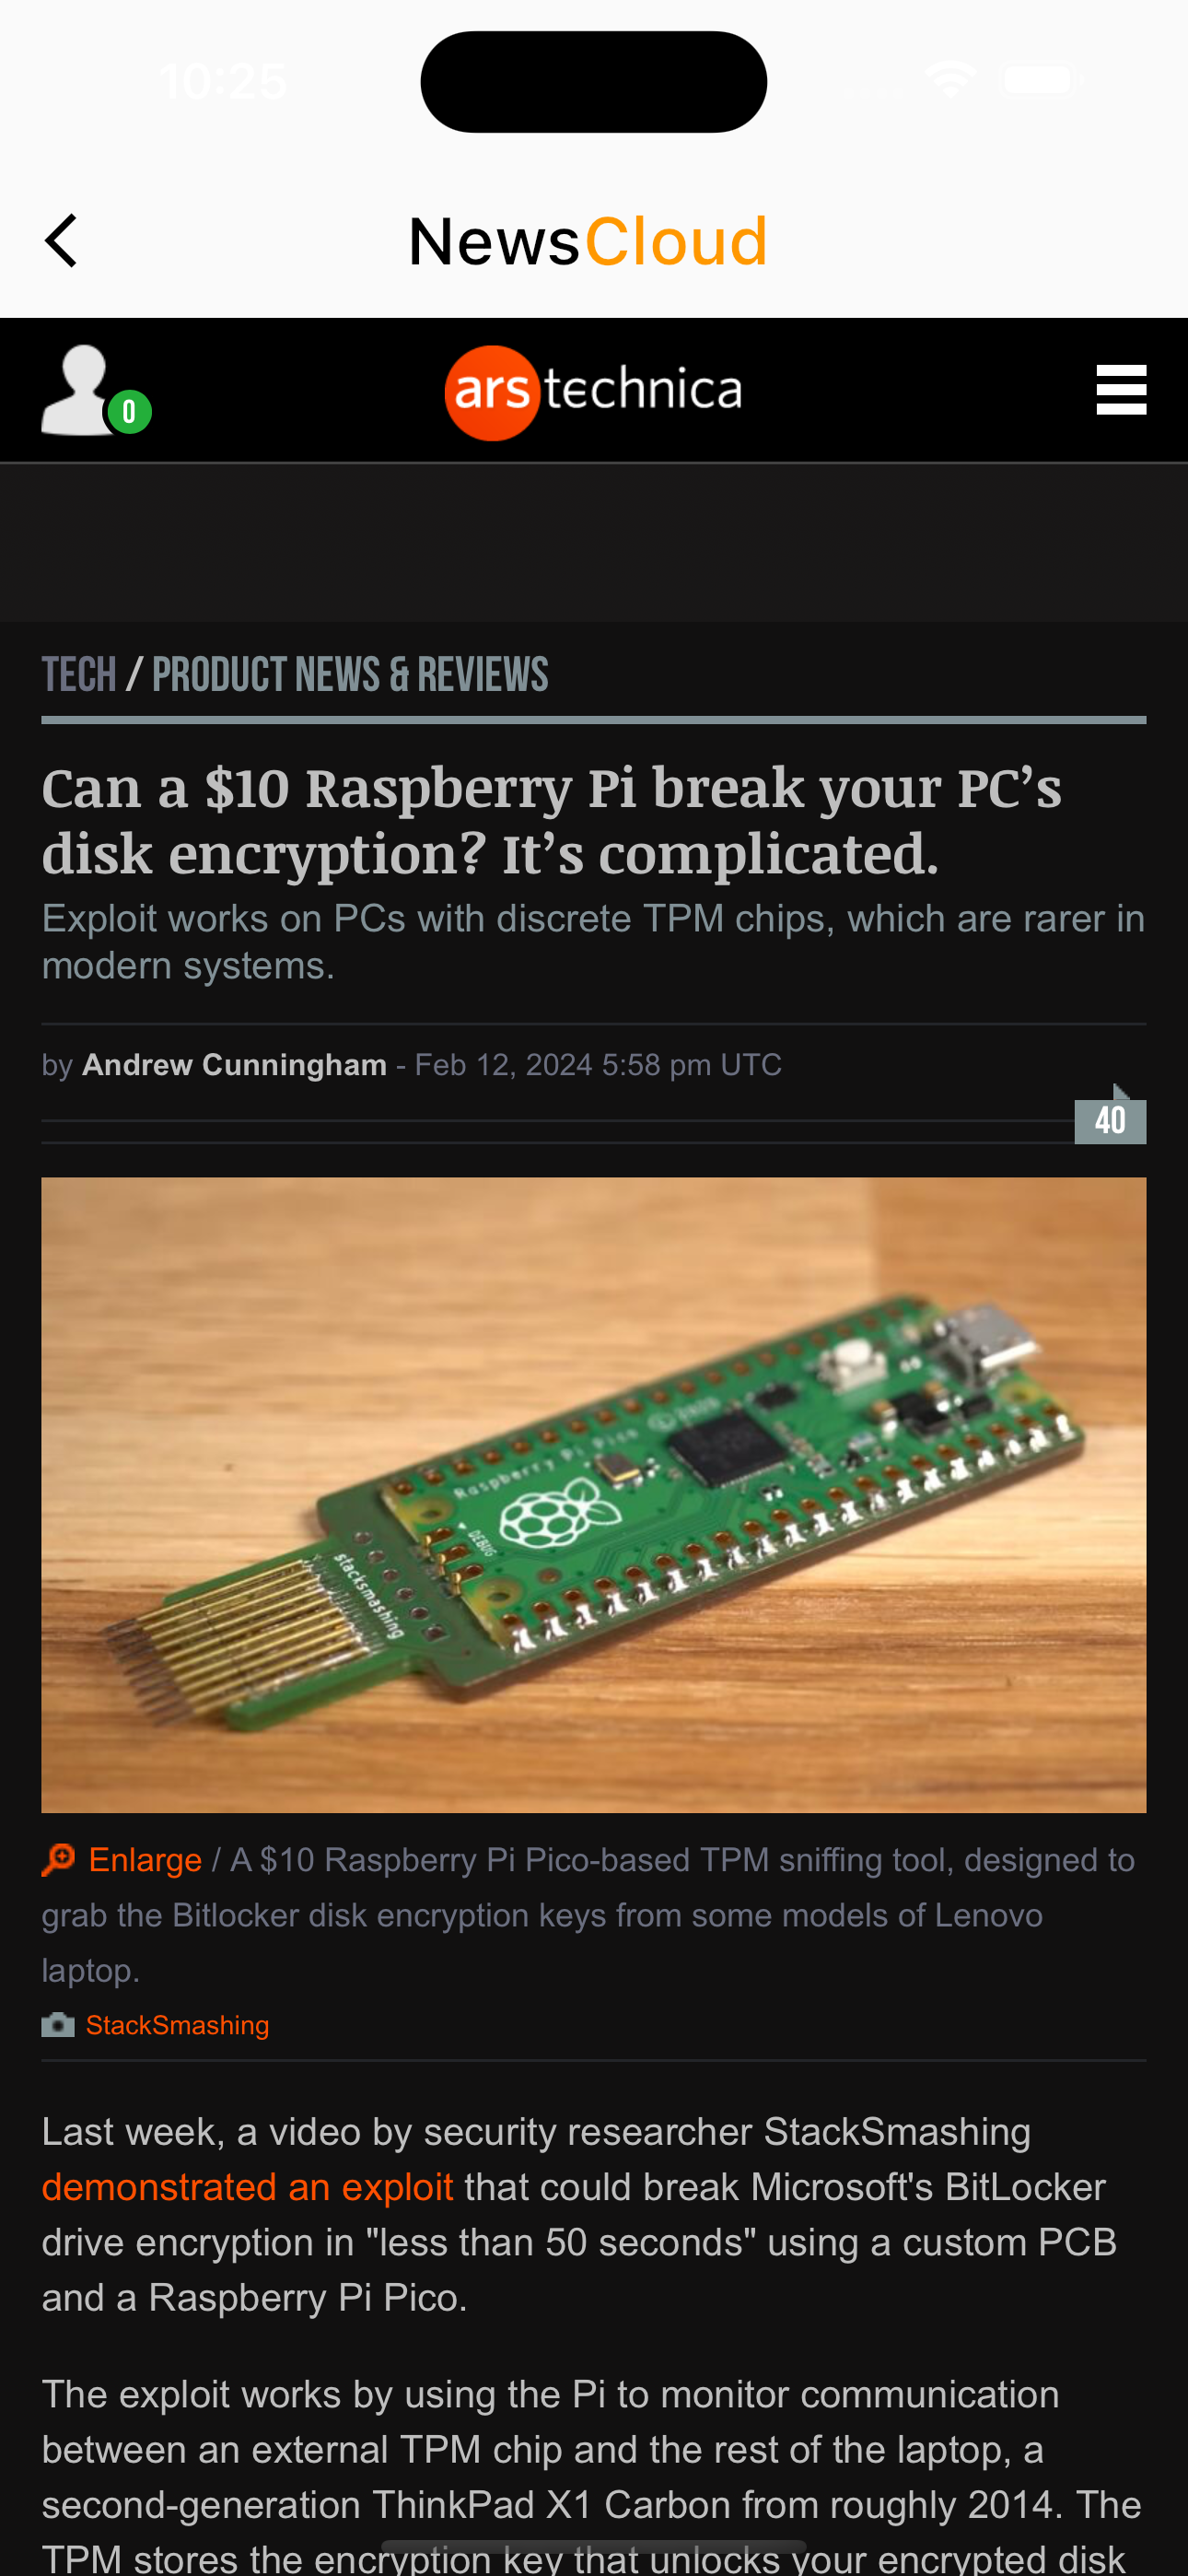 10:25
NewsCloud
0
ars technica
TECH / PRODUCT NEWS & REVIEWS
Can a $10 Raspberry Pi break your PC’s
disk encryption? It’s complicated.
Exploit works on PCs with discrete TPM chips, which are rarer in
modern systems.
by Andrew Cunningham - Feb 12, 2024 5:58 pm UTC
40
Raspberry Pi Pico © 2020
DEBUG
stacksmashing
Enlarge / A $10 Raspberry Pi Pico-based TPM sniffing tool, designed to
grab the Bitlocker disk encryption keys from some models of Lenovo
laptop.
StackSmashing
Last week, a video by security researcher StackSmashing
demonstrated an exploit that could break Microsoft's BitLocker
drive encryption in "less than 50 seconds" using a custom PCB
and a Raspberry Pi Pico.
The exploit works by using the Pi to monitor communication
between an external TPM chip and the rest of the laptop, a
second-generation ThinkPad X1 Carbon from roughly 2014. The
TPM stores the encryption key that unlocks your encrypted disk